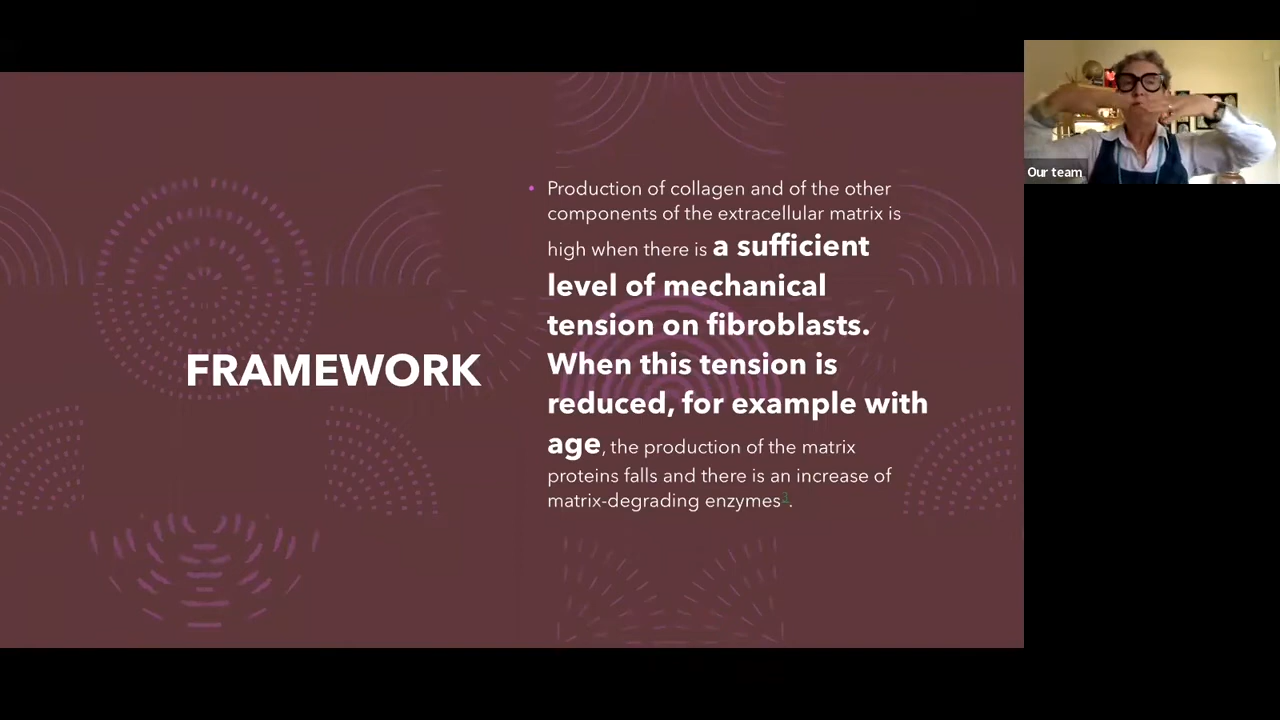 FRAMEWORK
• Production of collagen and of the other
components of the extracellular matrix is
high when there is a sufficient
level of mechanical
tension on fibroblasts.
When this tension is
reduced, for example with
age, the production of the matrix
proteins falls and there is an increase of
matrix-degrading enzymes3.
Our team